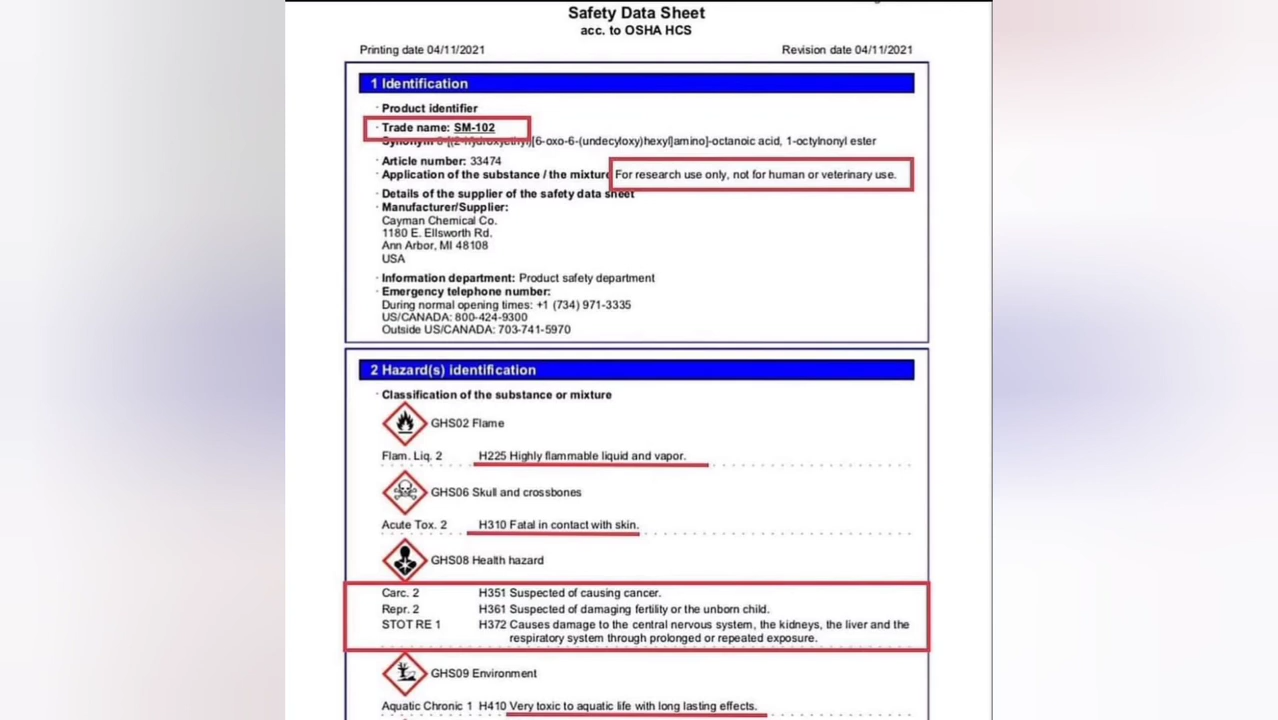 Safety Data Sheet
acc. to OSHA HCS
Printing date 04/11/2021 Revision date 04/11/2021
1 Identification
· Product identifier
· Trade name: SM-102
· Synonym 8-[(2-hydroxyethyl)[6-oxo-6-(undecyloxy)hexyl]amino]-octanoic acid, 1-octylnonyl ester
· Article number: 33474
· Application of the substance / the mixture For research use only, not for human or veterinary use.
· Details of the supplier of the safety data sheet
· Manufacturer/Supplier:
Cayman Chemical Co.
1180 E. Ellsworth Rd.
Ann Arbor, MI 48108
USA
· Information department: Product safety department
· Emergency telephone number:
During normal opening times: +1 (734) 971-3335
US/CANADA: 800-424-9300
Outside US/CANADA: 703-741-5970
2 Hazard(s) identification
· Classification of the substance or mixture
GHS02 Flame
Flam. Liq. 2 H225 Highly flammable liquid and vapor.
GHS06 Skull and crossbones
Acute Tox. 2 H310 Fatal in contact with skin.
GHS08 Health hazard
Carc. 2 H351 Suspected of causing cancer.
Repr. 2 H361 Suspected of damaging fertility or the unborn child.
STOT RE 1 H372 Causes damage to the central nervous system, the kidneys, the liver and the
respiratory system through prolonged or repeated exposure.
GHS09 Environment
Aquatic Chronic 1 H410 Very toxic to aquatic life with long lasting effects.